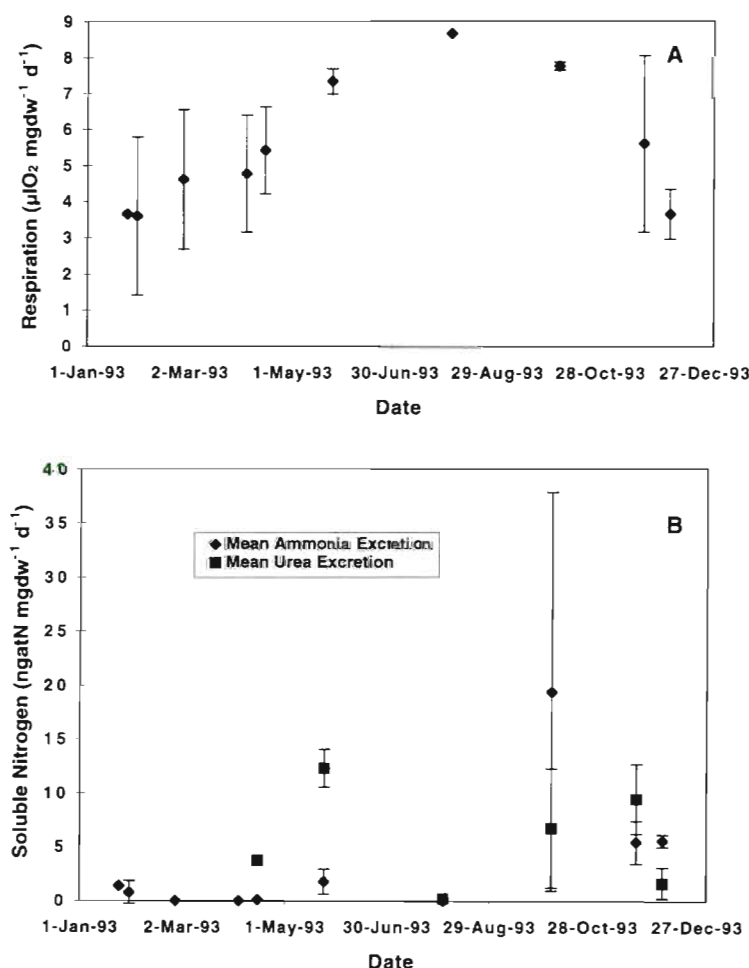 9
8
7
6
5
4
3
2
1
0
A
Respiration (µlO₂ mgdw⁻¹ d⁻¹)
1-Jan-93 2-Mar-93 1-May-93 30-Jun-93 29-Aug-93 28-Oct-93 27-Dec-93
Date
40
35
30
25
20
15
10
5
0
B
Mean Ammonia Excretion
Mean Urea Excretion
Soluble Nitrogen (ngatN mgdw⁻¹ d⁻¹)
1-Jan-93 2-Mar-93 1-May-93 30-Jun-93 29-Aug-93 28-Oct-93 27-Dec-93
Date